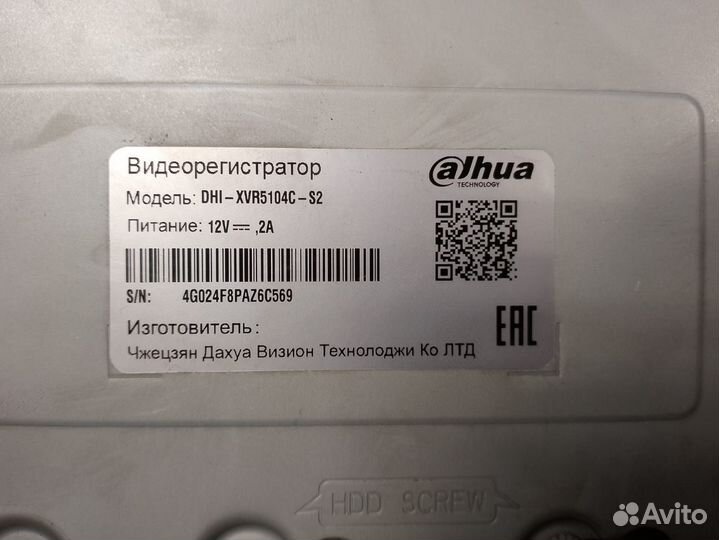 Видеорегистратор
alhua
TECHNOLOGY
Модель: DHI-XVR5104C-S2
Питание: 12V⎓,2A
S/N: 4G024F8PAZ6C569
Изготовитель:
Чжецзян Дахуа Визион Технолоджи Ко ЛТД
EAC
HDD SCREW
Avito